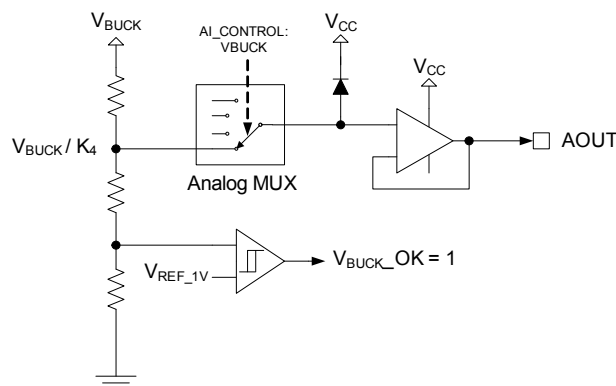 VBUCK
AI_CONTROL:
VBUCK
VCC
VCC
VBUCK / K4
AOUT
Analog MUX
VREF_1V
VBUCK_OK = 1